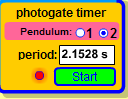 photogate timer
Pendulum: 1 2
period: 2.1528 s
Start